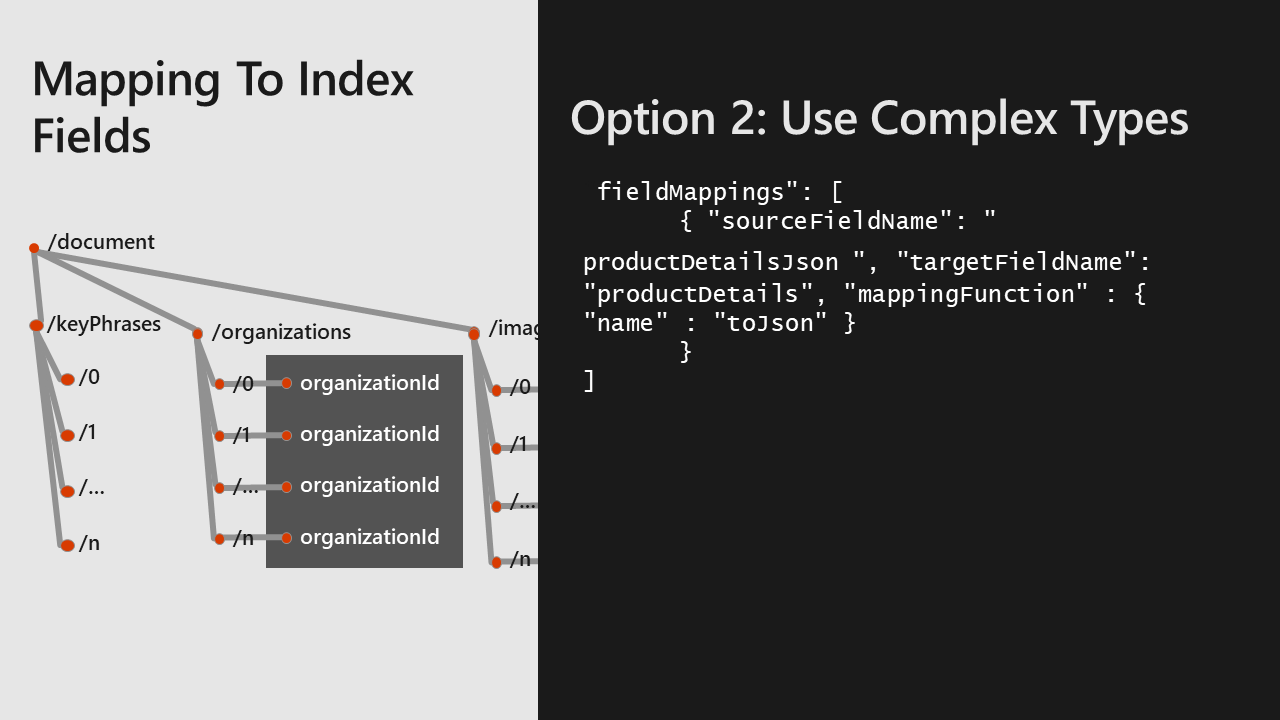 Mapping To Index
Fields
/document
/keyPhrases
/0
/1
/...
/n
/organizations
/0
organizationId
/1
organizationId
/...
organizationId
/n
organizationId
/0
/1
/...
/n
Option 2: Use Complex Types
fieldMappings": [
{ "sourceFieldName": "
productDetailsJson ", "targetFieldName":
"productDetails", "mappingFunction" : {
"name" : "toJson" }
}
]